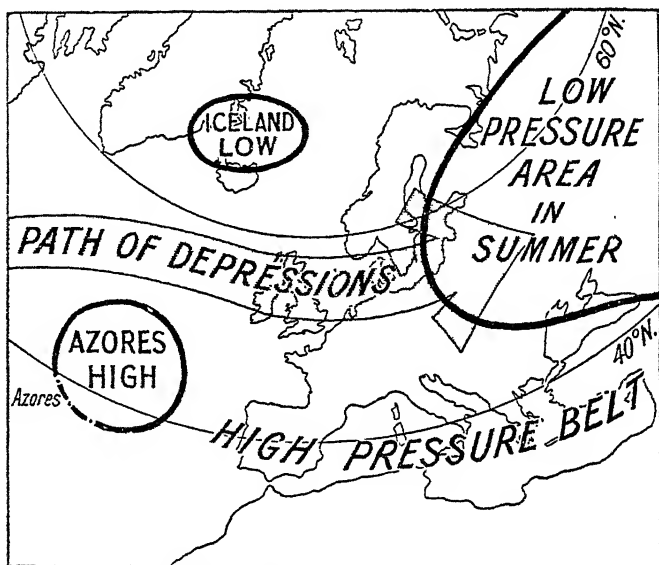 60°N.
LOW
PRESSURE
AREA
IN
SUMMER
ICELAND
LOW
PATH OF DEPRESSIONS
AZORES
HIGH
Azores
40°N.
HIGH PRESSURE BELT